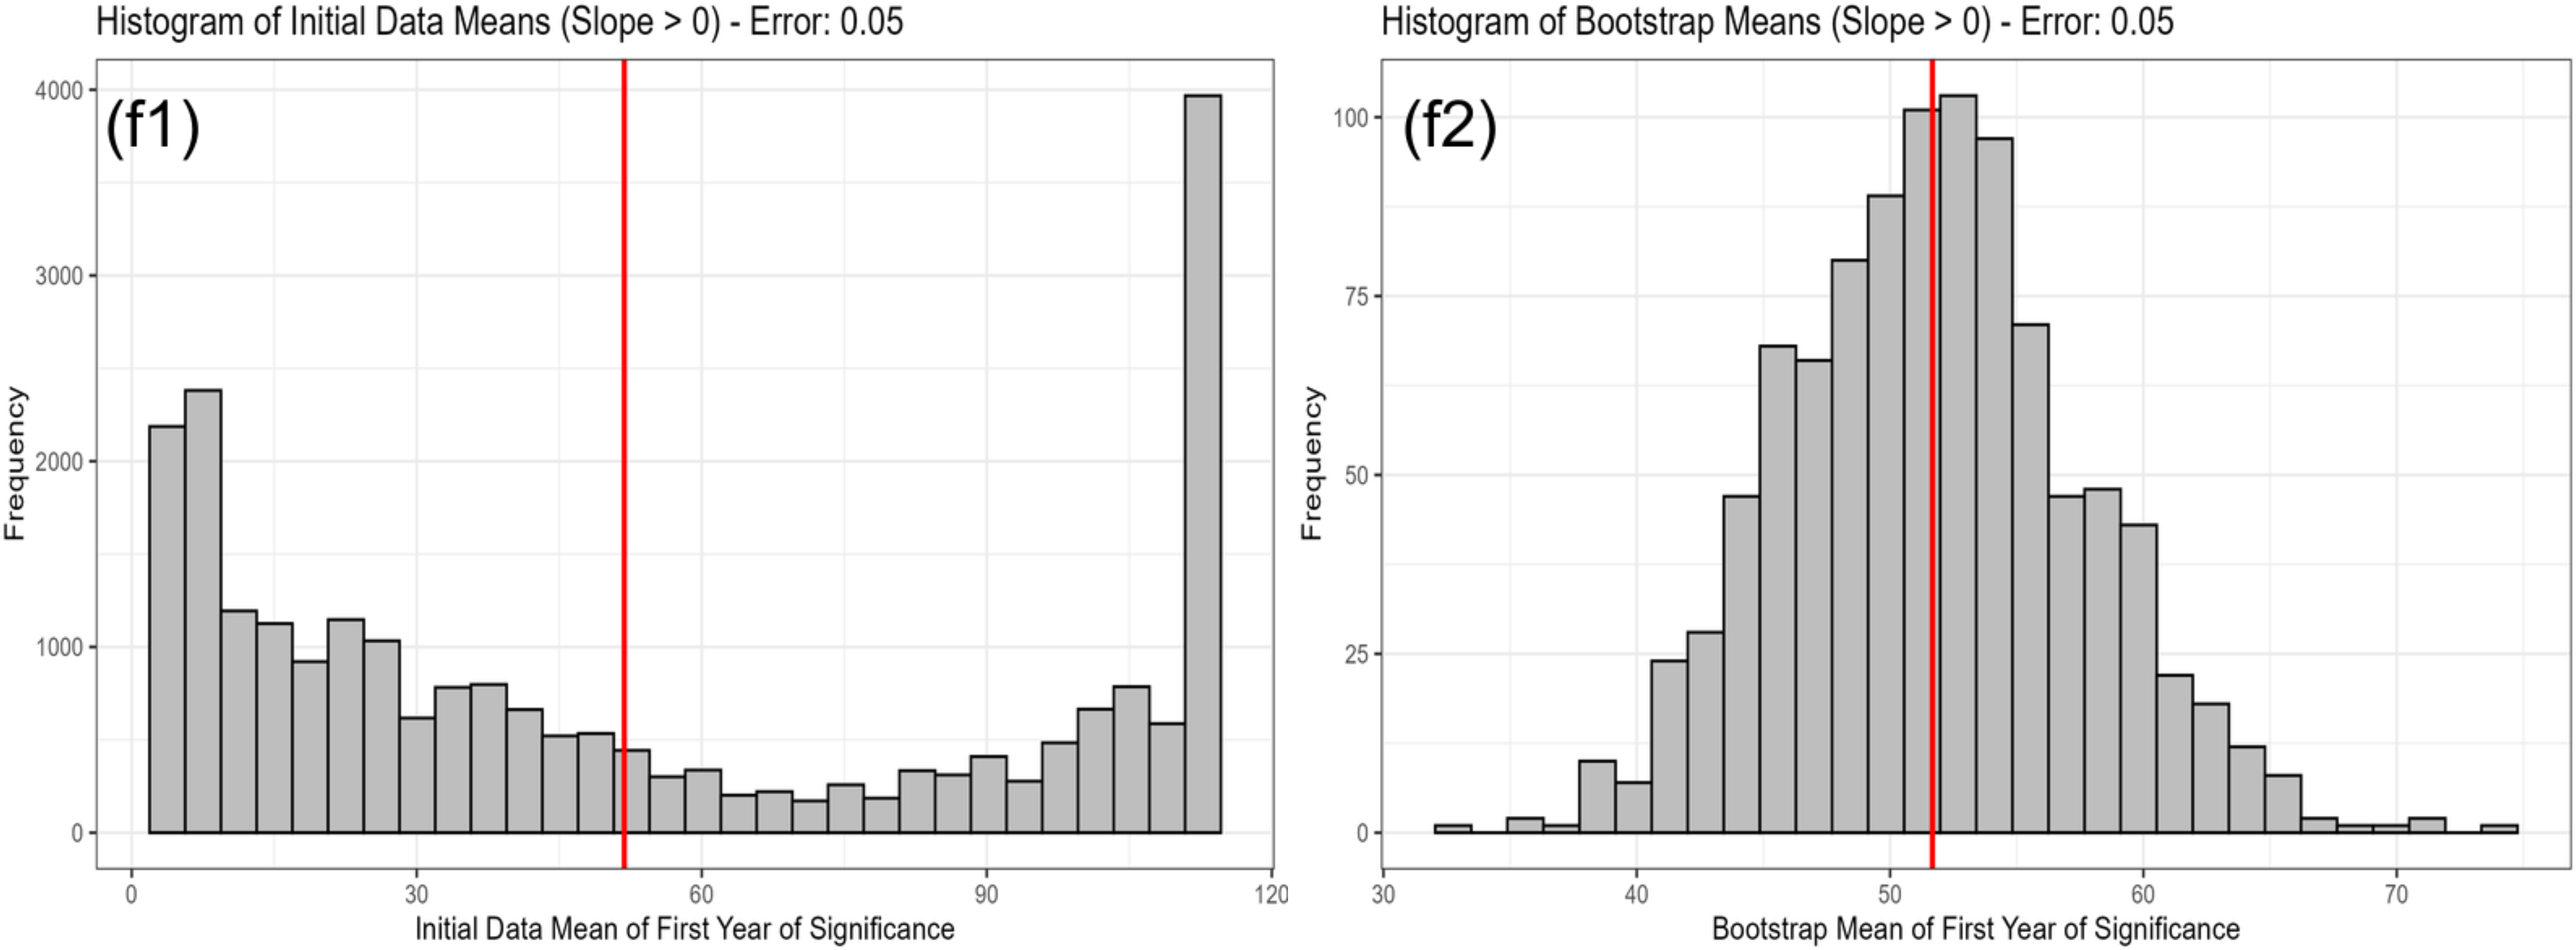 Histogram of Initial Data Means (Slope > 0) - Error: 0.05
(f1)
Frequency
4000
3000
2000
1000
0
0 30 60 90 120
Initial Data Mean of First Year of Significance
Histogram of Bootstrap Means (Slope > 0) - Error: 0.05
(f2)
Frequency
100
75
50
25
0
30 40 50 60 70
Bootstrap Mean of First Year of Significance